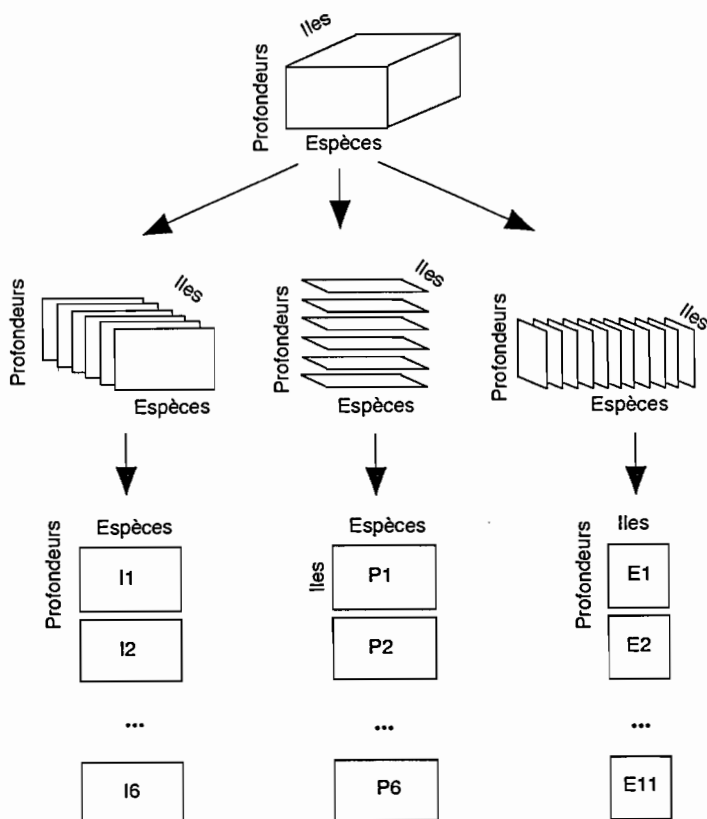 Iles
Profondeurs
Espèces
Profondeurs
Iles
Espèces
Profondeurs
Iles
Espèces
Profondeurs
Iles
Espèces
Profondeurs
Espèces
I1
I2
...
I6
Iles
Espèces
P1
P2
...
P6
Profondeurs
Iles
E1
E2
...
E11